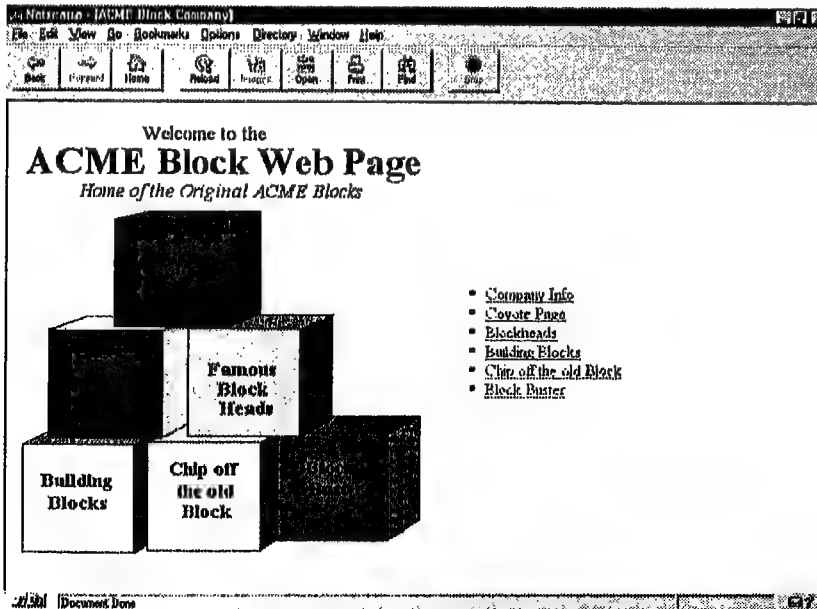 Netscape - [ACME Block Company]
File Edit View Go Bookmarks Options Directory Window Help
Back Forward Home Reload Images Open Print Find Stop
Welcome to the
ACME Block Web Page
Home of the Original ACME Blocks
Famous
Block
Heads
Building
Blocks
Chip off
the old
Block
Company Info
Coyote Page
Blockheads
Building Blocks
Chip off the old Block
Block Buster
Document Done